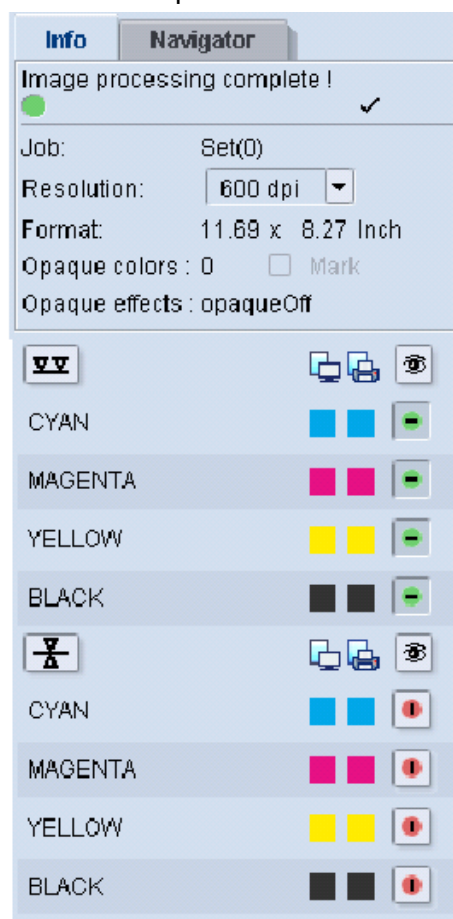 Info Navigator
Image processing complete !
Job: Set(0)
Resolution: 600 dpi
Format: 11.69 x 8.27 Inch
Opaque colors : 0 Mark
Opaque effects : opaqueOff
CYAN
MAGENTA
YELLOW
BLACK
CYAN
MAGENTA
YELLOW
BLACK